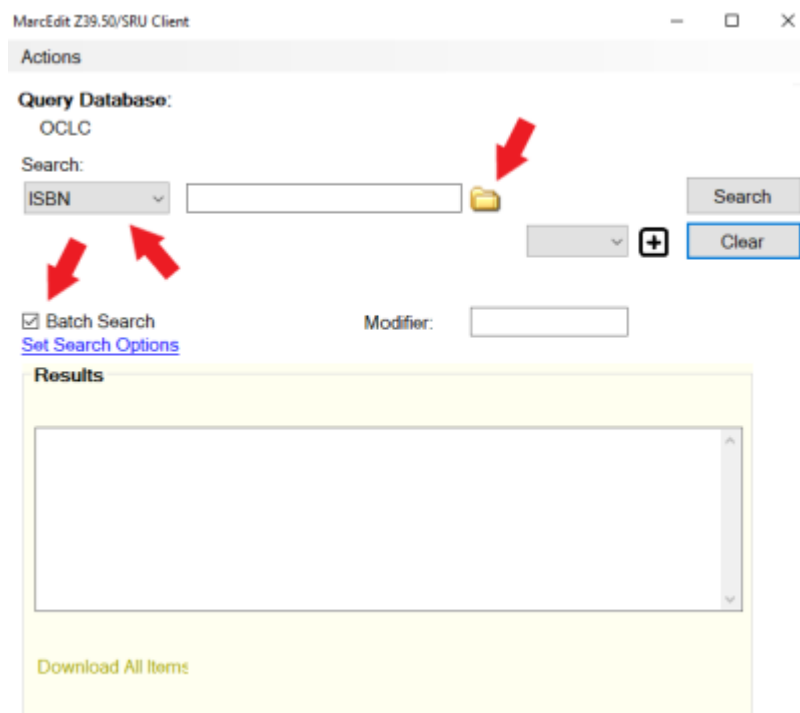 MarcEdit Z39.50/SRU Client
Actions
Query Database:
OCLC
Search:
ISBN
Search
Clear
Batch Search
Modifier:
Set Search Options
Results
Download All Items